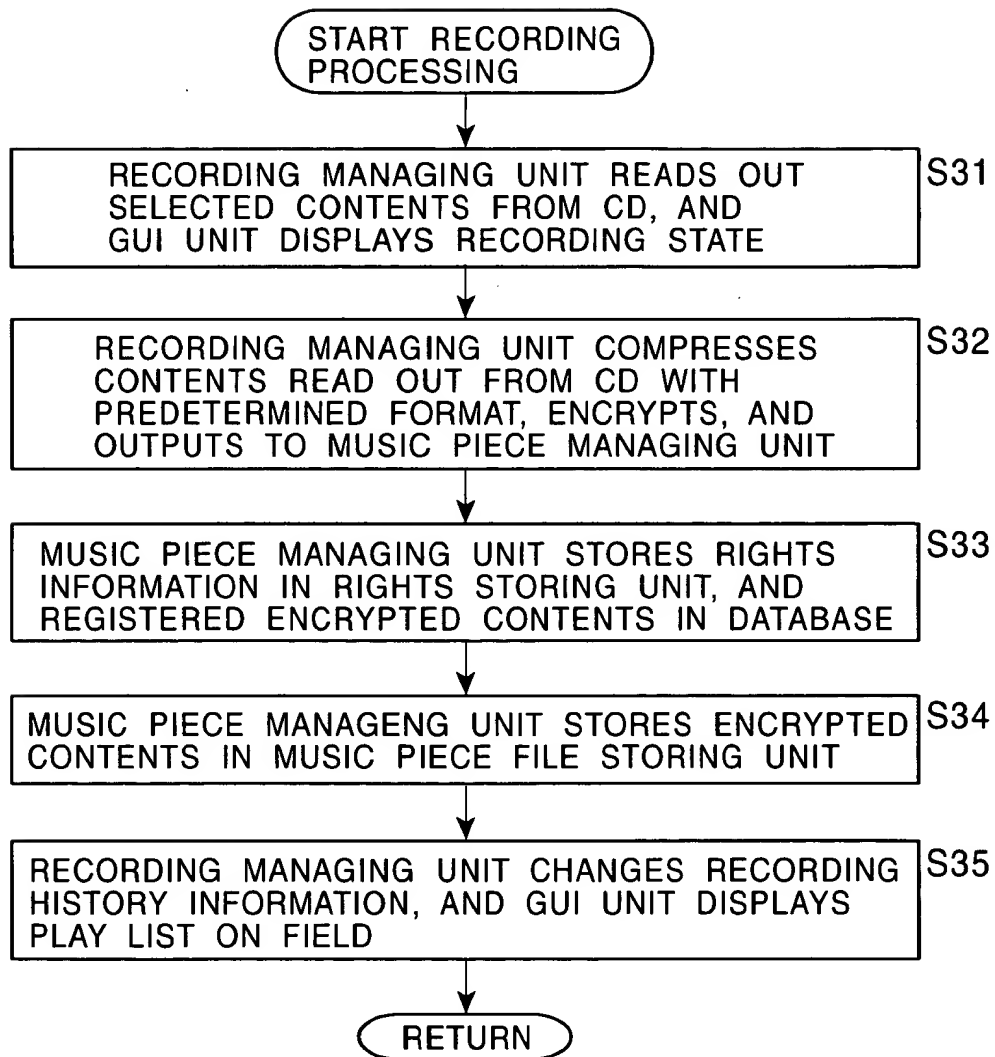 START RECORDING
PROCESSING
RECORDING MANAGING UNIT READS OUT
SELECTED CONTENTS FROM CD, AND
GUI UNIT DISPLAYS RECORDING STATE
S31
RECORDING MANAGING UNIT COMPRESSES
CONTENTS READ OUT FROM CD WITH
PREDETERMINED FORMAT, ENCRYPTS, AND
OUTPUTS TO MUSIC PIECE MANAGING UNIT
S32
MUSIC PIECE MANAGING UNIT STORES RIGHTS
INFORMATION IN RIGHTS STORING UNIT, AND
REGISTERED ENCRYPTED CONTENTS IN DATABASE
S33
MUSIC PIECE MANAGENG UNIT STORES ENCRYPTED
CONTENTS IN MUSIC PIECE FILE STORING UNIT
S34
RECORDING MANAGING UNIT CHANGES RECORDING
HISTORY INFORMATION, AND GUI UNIT DISPLAYS
PLAY LIST ON FIELD
S35
RETURN